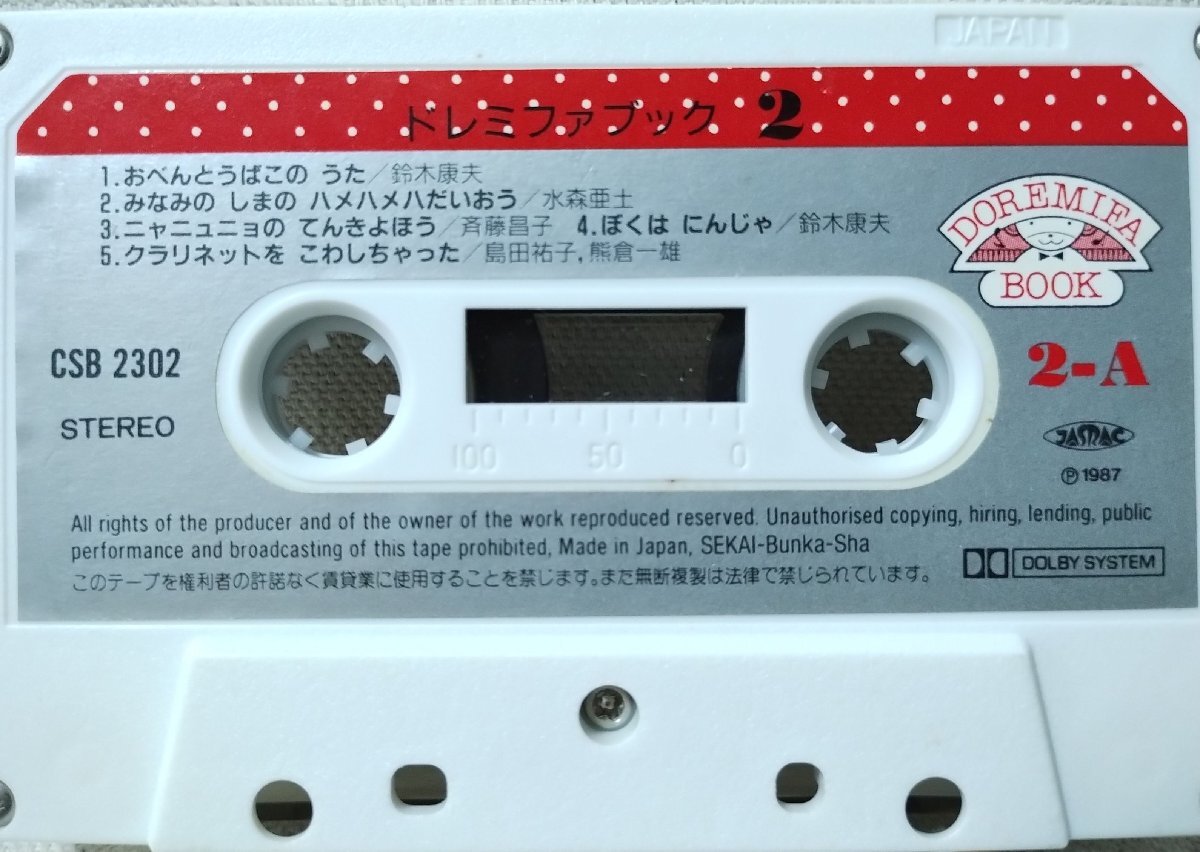 JAPAN
ドレミファブック 2
1.おべんとうばこの うた/鈴木康夫
2.みなみの しまの ハメハメハだいおう/水森亜土
3.ニャニュニョの てんきよほう/斉藤昌子 4.ぼくは にんじゃ/鈴木康夫
5.クラリネットを こわしちゃった/島田祐子,熊倉一雄
DOREMIFA
BOOK
CSB 2302
2-A
STEREO
100 50 0
JASRAC
Ⓟ1987
All rights of the producer and of the owner of the work reproduced reserved. Unauthorised copying, hiring, lending, public
performance and broadcasting of this tape prohibited, Made in Japan, SEKAI-Bunka-Sha
このテープを権利者の許諾なく賃貸業に使用することを禁じます。また無断複製は法律で禁じられています。
DOLBY SYSTEM